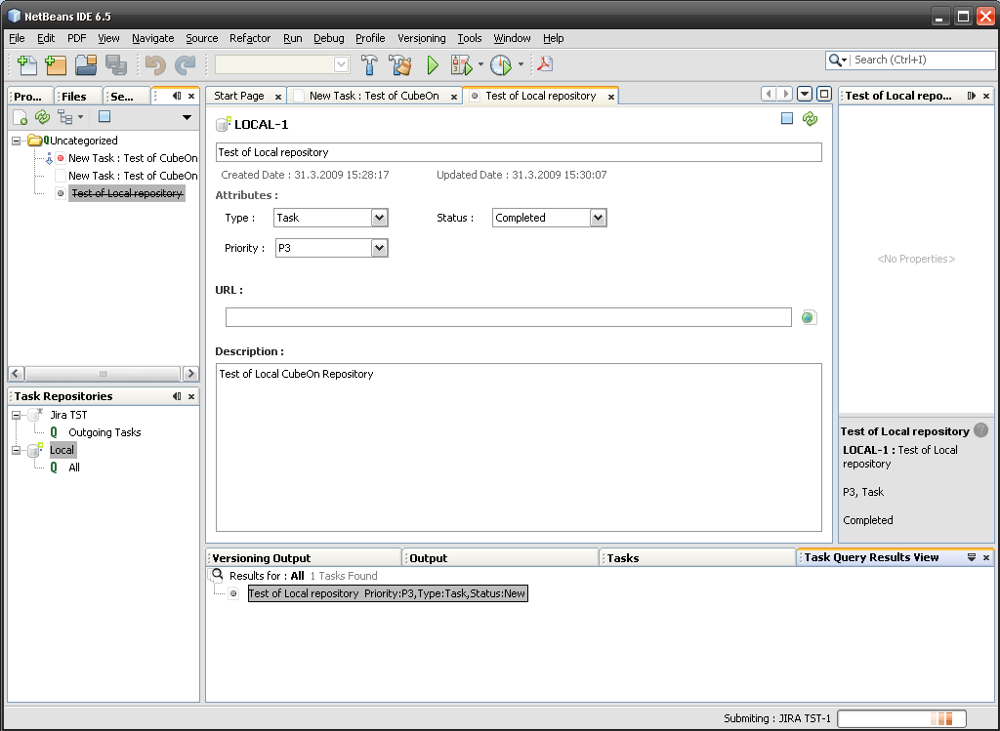 NetBeans IDE 6.5
File Edit PDF View Navigate Source Refactor Run Debug Profile Versioning Tools Window Help
Search (Ctrl+I)
Pro... Files Se...
Start Page New Task : Test of CubeOn Test of Local repository
Test of Local repo...
Uncategorized
New Task : Test of CubeOn
New Task : Test of CubeOn
Test of Local repository
LOCAL-1
Test of Local repository
Created Date : 31.3.2009 15:28:17 Updated Date : 31.3.2009 15:30:07
Attributes :
Type : Task Status : Completed
Priority : P3
URL :
Description :
Test of Local CubeOn Repository
<No Properties>
Task Repositories
Jira TST
Q Outgoing Tasks
Local
Q All
Test of Local repository
LOCAL-1 : Test of Local
repository
P3, Task
Completed
Versioning Output Output Tasks Task Query Results View
Results for : All 1 Tasks Found
Test of Local repository Priority:P3,Type:Task,Status:New
Submiting : JIRA TST-1